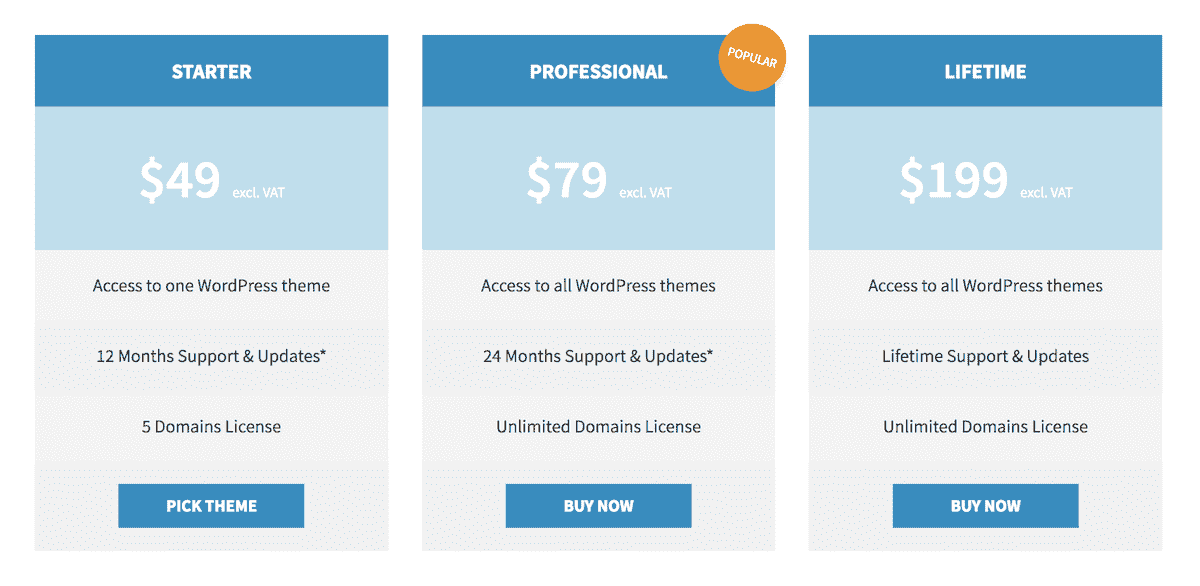 STARTER
$49 excl. VAT
Access to one WordPress theme
12 Months Support & Updates*
5 Domains License
PICK THEME
PROFESSIONAL
POPULAR
$79 excl. VAT
Access to all WordPress themes
24 Months Support & Updates*
Unlimited Domains License
BUY NOW
LIFETIME
$199 excl. VAT
Access to all WordPress themes
Lifetime Support & Updates
Unlimited Domains License
BUY NOW